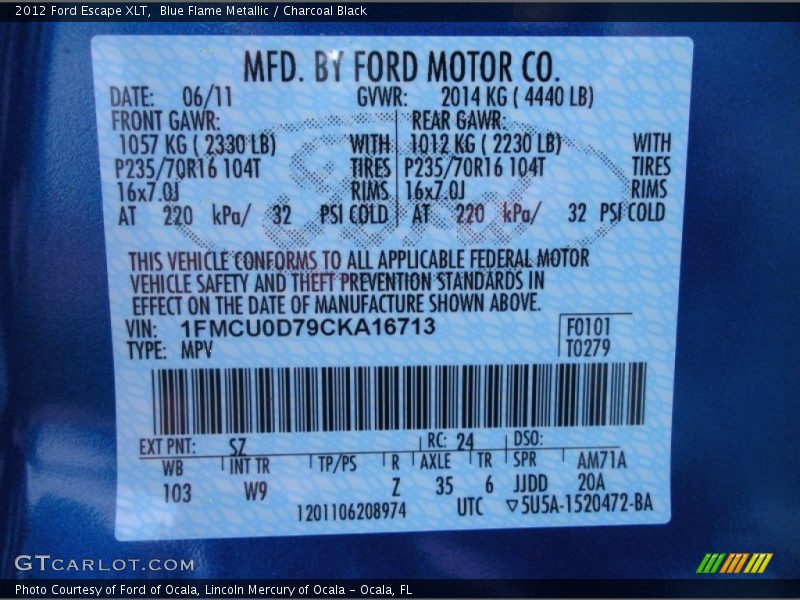 2012 Ford Escape XLT, Blue Flame Metallic / Charcoal Black
MFD. BY FORD MOTOR CO.
DATE: 06/11 GVWR: 2014 KG ( 4440 LB)
FRONT GAWR: REAR GAWR:
1057 KG ( 2330 LB) WITH 1012 KG ( 2230 LB) WITH
P235/70R16 104T TIRES P235/70R16 104T TIRES
16x7.0J RIMS 16x7.0J RIMS
AT 220 kPa/ 32 PSI COLD AT 220 kPa/ 32 PSI COLD
THIS VEHICLE CONFORMS TO ALL APPLICABLE FEDERAL MOTOR
VEHICLE SAFETY AND THEFT PREVENTION STANDARDS IN
EFFECT ON THE DATE OF MANUFACTURE SHOWN ABOVE.
VIN: 1FMCU0D79CKA16713 F0101
TYPE: MPV T0279
EXT PNT: SZ RC: 24 DSO:
WB INT TR TP/PS R AXLE TR SPR AM71A
103 W9 Z 35 6 JJDD 20A
1201106208974 UTC ▽5U5A-1520472-BA
GTCARLOT.COM
Photo Courtesy of Ford of Ocala, Lincoln Mercury of Ocala – Ocala, FL